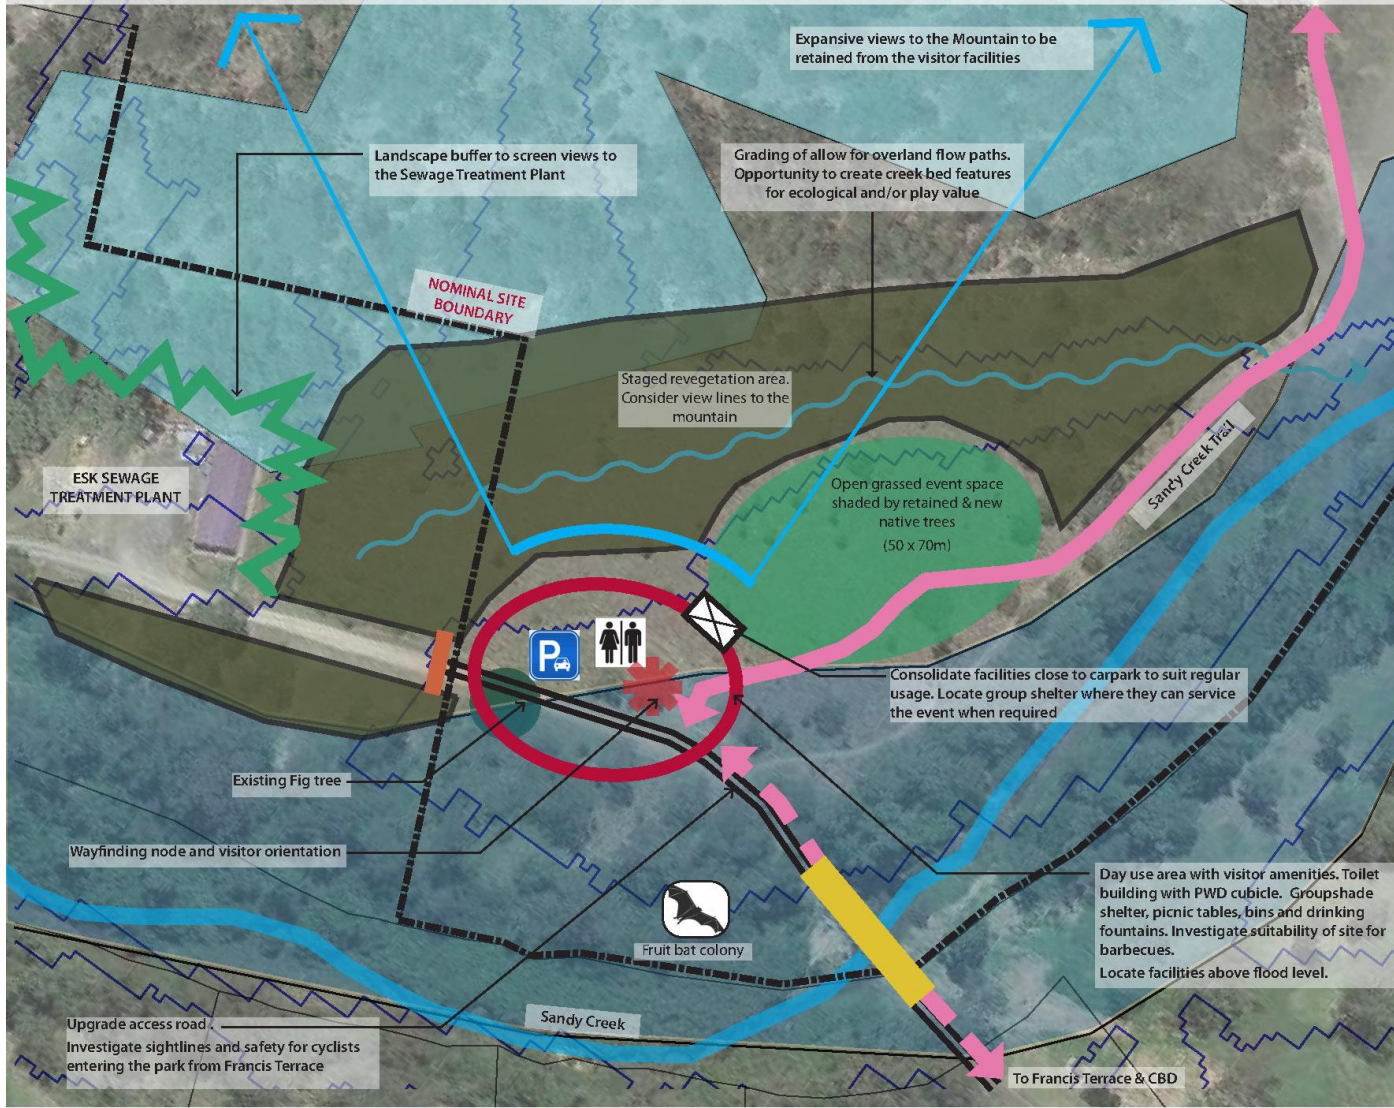 Expansive views to the Mountain to be
retained from the visitor facilities
Landscape buffer to screen views to
the Sewage Treatment Plant
Grading of allow for overland flow paths.
Opportunity to create creek bed features
for ecological and/or play value
NOMINAL SITE
BOUNDARY
Staged revegetation area.
Consider view lines to the
mountain
Sandy Creek Trail
ESK SEWAGE
TREATMENT PLANT
Open grassed event space
shaded by retained & new
native trees
(50 x 70m)
P
Consolidate facilities close to carpark to suit regular
usage. Locate group shelter where they can service
the event when required
Existing Fig tree
Wayfinding node and visitor orientation
Day use area with visitor amenities. Toilet
building with PWD cubicle. Groupshade
shelter, picnic tables, bins and drinking
fountains. Investigate suitability of site for
barbecues.
Locate facilities above flood level.
Fruit bat colony
Sandy Creek
Upgrade access road .
Investigate sightlines and safety for cyclists
entering the park from Francis Terrace
To Francis Terrace & CBD